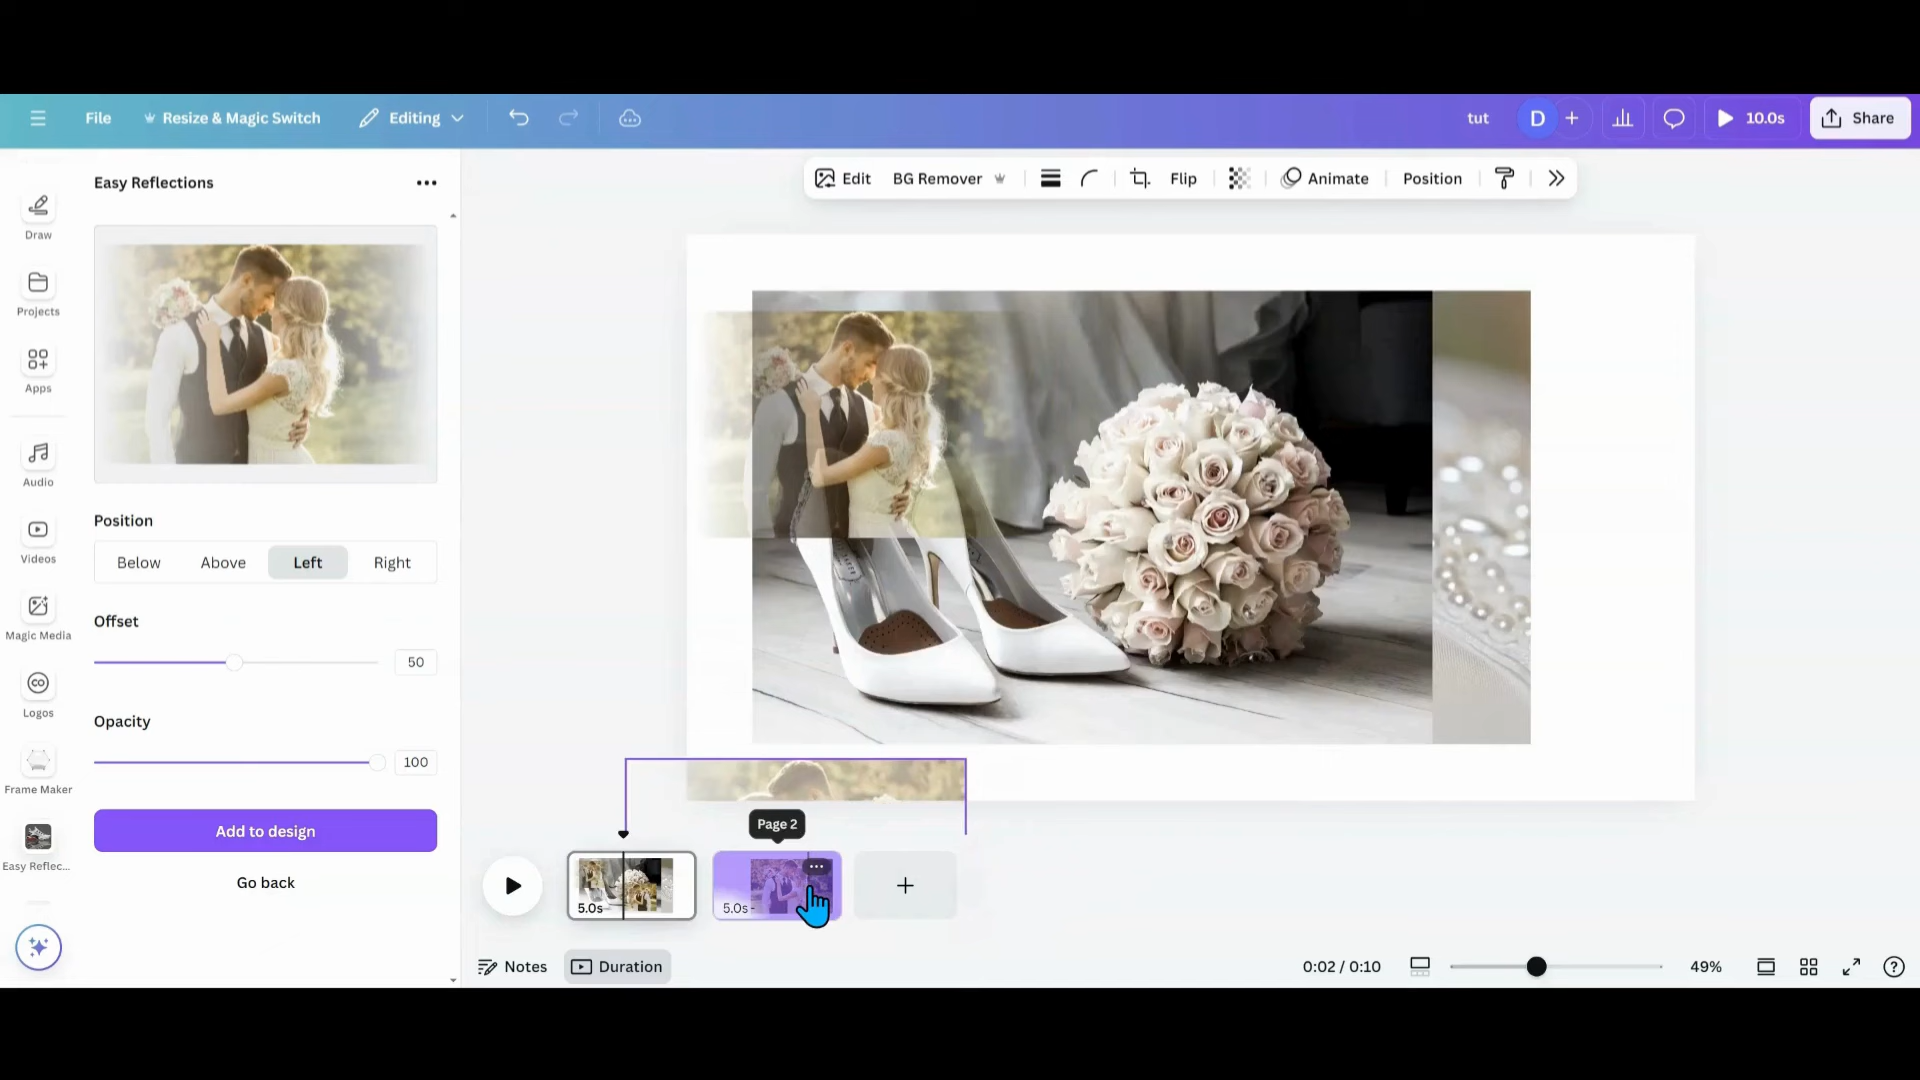 File
Resize & Magic Switch
Editing
tut
D
10.0s
Share
Easy Reflections
Edit
BG Remover
Flip
Animate
Position
Draw
Projects
Apps
Audio
Videos
Magic Media
Logos
Frame Maker
Easy Reflec...
Position
Below
Above
Left
Right
Offset
50
Opacity
100
Add to design
Go back
Page 2
5.0s
5.0s
Notes
Duration
0:02 / 0:10
49%